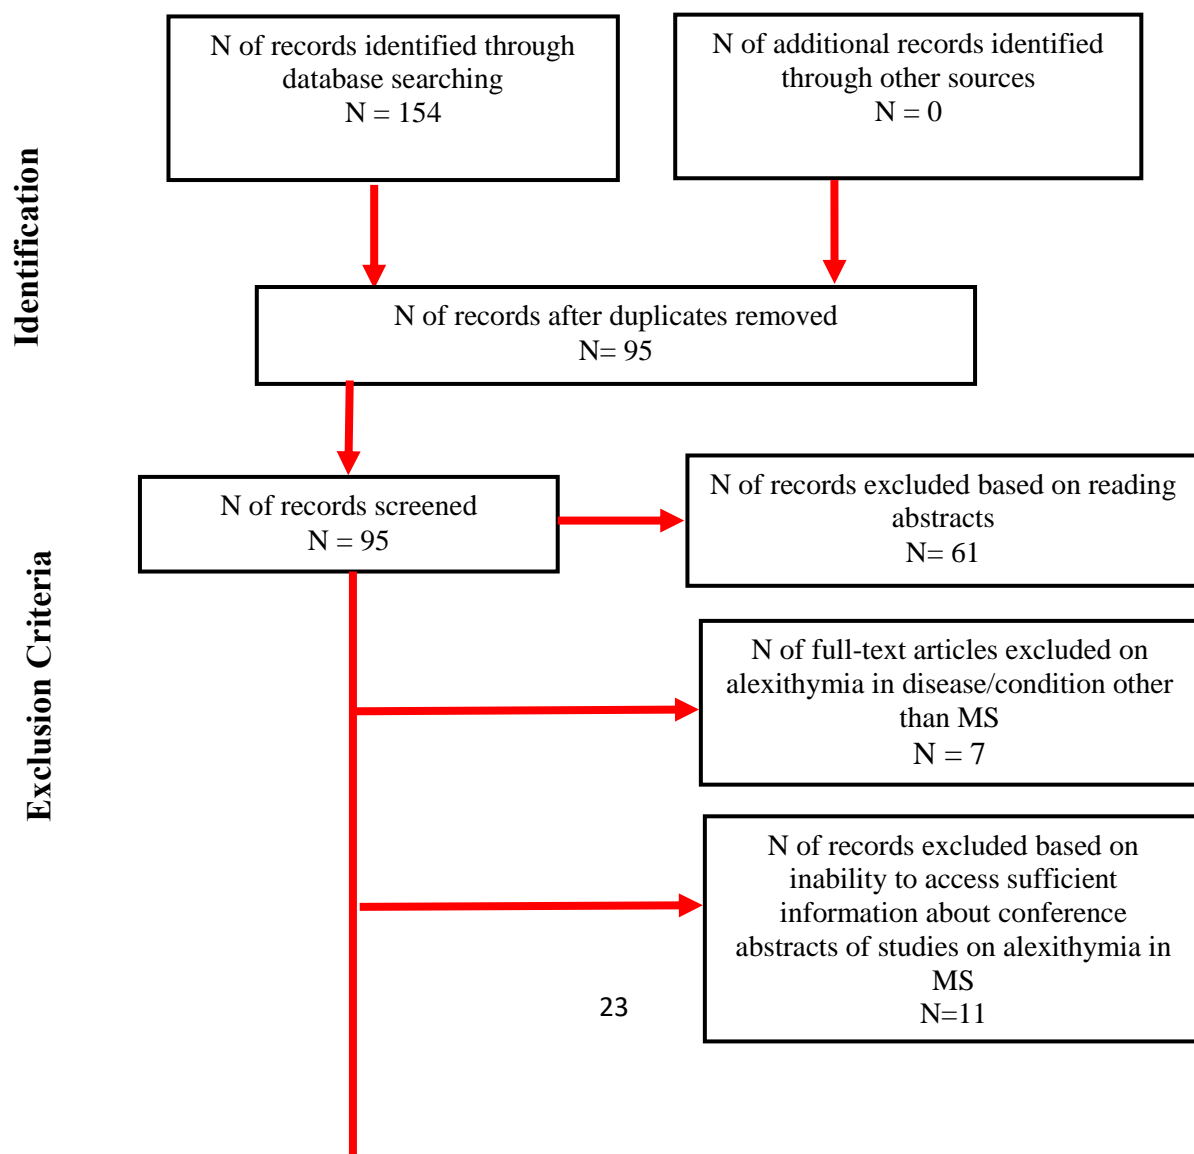 N of records identified through
database searching
N = 154
N of additional records identified
through other sources
N = 0
Identification
N of records after duplicates removed
N= 95
N of records screened
N = 95
N of records excluded based on reading
abstracts
N= 61
Exclusion Criteria
N of full-text articles excluded on
alexithymia in disease/condition other
than MS
N = 7
N of records excluded based on
inability to access sufficient
information about conference
abstracts of studies on alexithymia in
MS
N=11
23